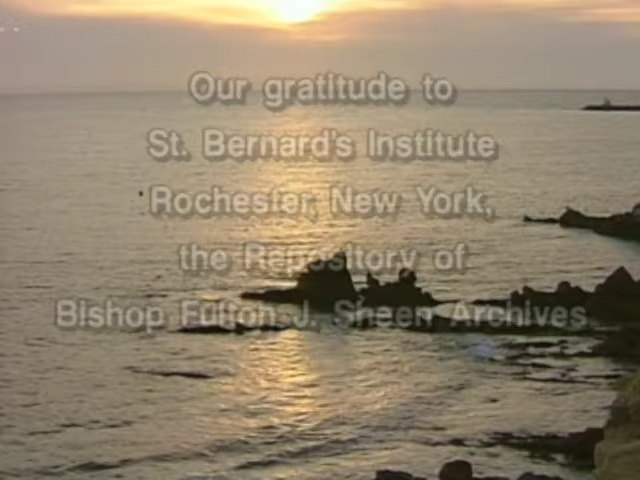 Our gratitude to
St. Bernard's Institute
Rochester, New York,
the Repository of
Bishop Fulton J. Sheen Archives